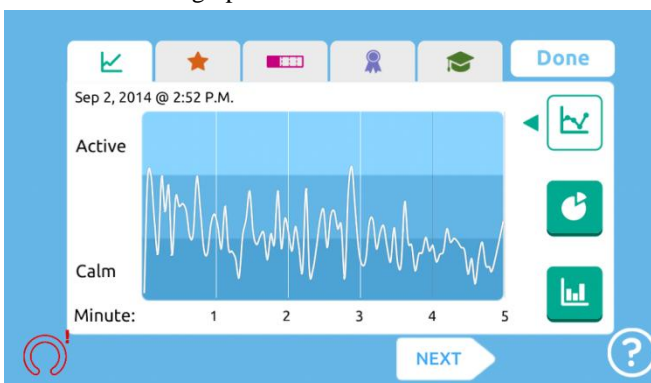 Done
Sep 2, 2014 @ 2:52 P.M.
Active
Calm
Minute: 1 2 3 4 5
!
NEXT
?